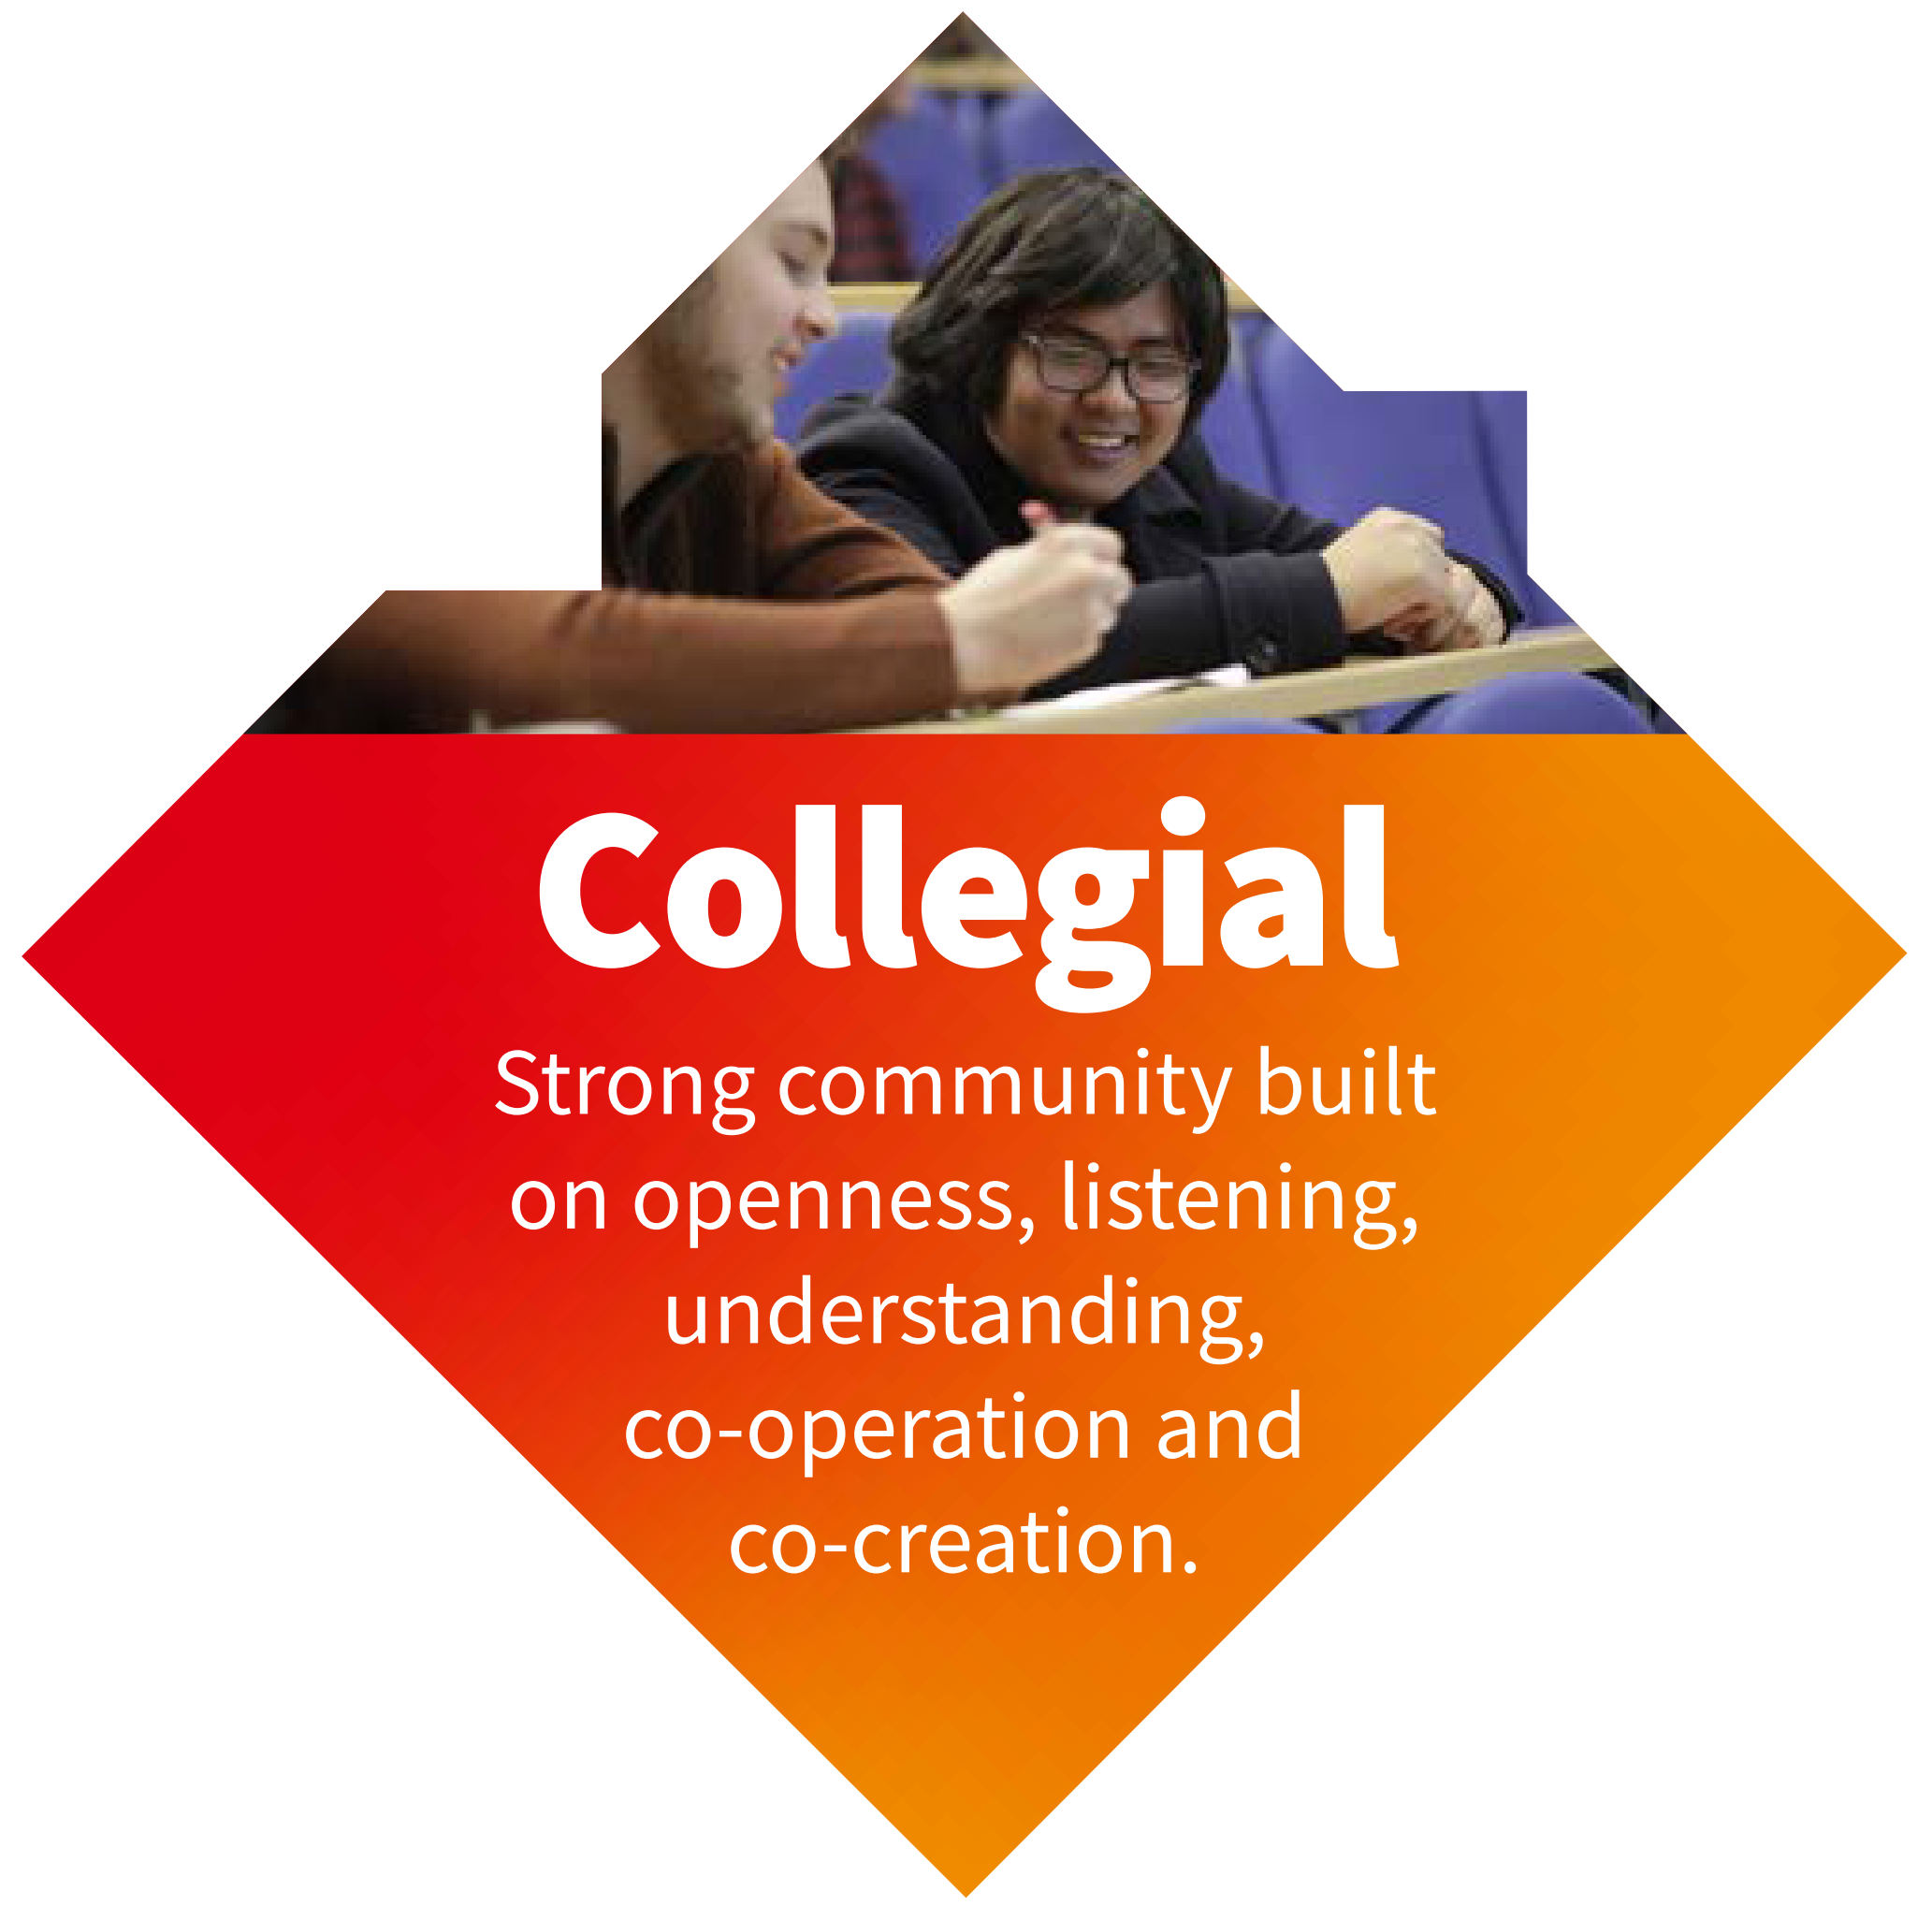 Collegial
Strong community built
on openness, listening,
understanding,
co-operation and
co-creation.